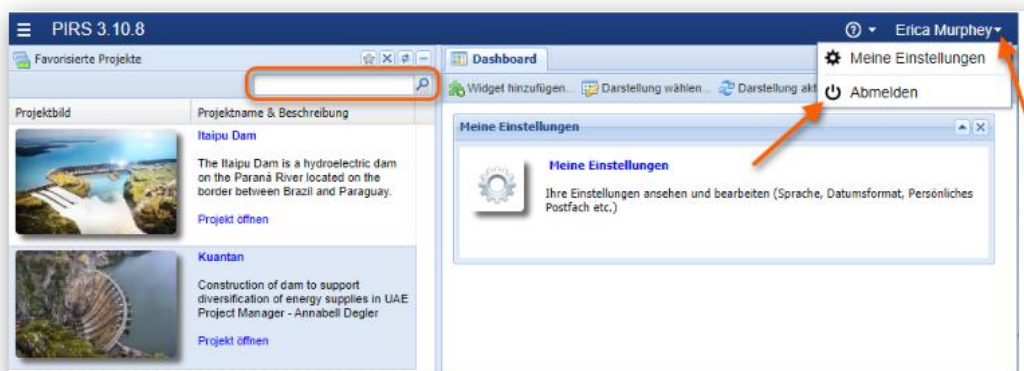 PIRS 3.10.8
Erica Murphey
Favorisierte Projekte
Dashboard
Meine Einstellungen
Abmelden
Widget hinzufügen...
Darstellung wählen...
Darstellung akt
Projektbild
Projektname & Beschreibung
Itaipu Dam
The Itaipu Dam is a hydroelectric dam
on the Paraná River located on the
border between Brazil and Paraguay.
Projekt öffnen
Kuantan
Construction of dam to support
diversification of energy supplies in UAE
Project Manager - Annabell Degler
Projekt öffnen
Meine Einstellungen
Meine Einstellungen
Ihre Einstellungen ansehen und bearbeiten (Sprache, Datumsformat, Persönliches
Postfach etc.)